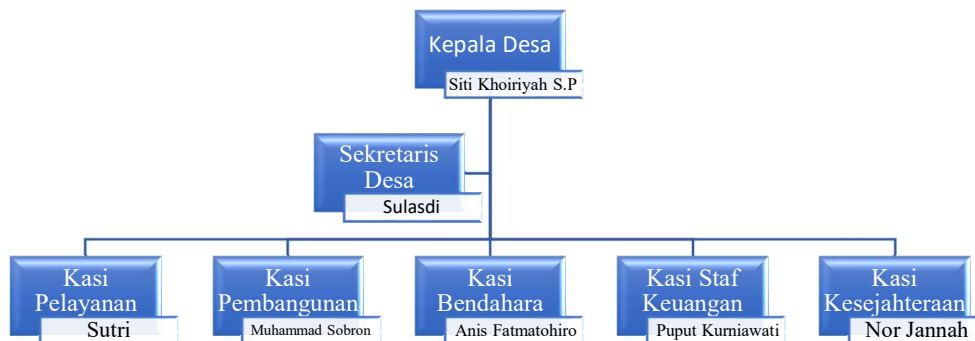 Kepala Desa
Siti Khoiriyah S.P
Sekretaris
Desa
Sulasdi
Kasi
Pelayanan
Sutri
Kasi
Pembangunan
Muhammad Sobron
Kasi
Bendahara
Anis Fatmatohiro
Kasi Staf
Keuangan
Puput Kurniawati
Kasi
Kesejahteraan
Nor Jannah